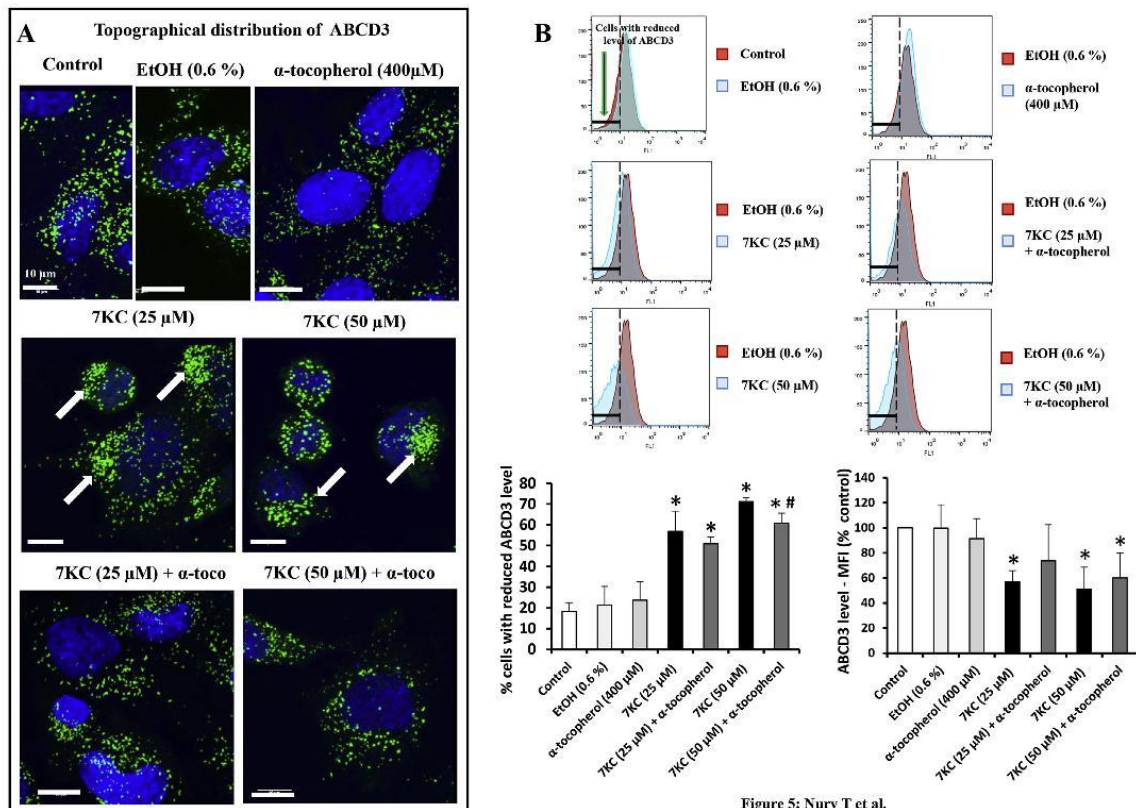 A
Topographical distribution of ABCD3
Control
EtOH (0.6 %)
α-tocopherol (400µM)
10 µm
7KC (25 µM)
7KC (50 µM)
7KC (25 µM) + α-toco
7KC (50 µM) + α-toco
B
Cells with reduced
level of ABCD3
Control
EtOH (0.6 %)
FL1
EtOH (0.6 %)
α-tocopherol
(400 µM)
FL1
EtOH (0.6 %)
7KC (25 µM)
FL1
EtOH (0.6 %)
7KC (25 µM)
+ α-tocopherol
FL1
EtOH (0.6 %)
7KC (50 µM)
FL1
EtOH (0.6 %)
7KC (50 µM)
+ α-tocopherol
FL1
% cells with reduced ABCD3 level
80
70
60
50
40
30
20
10
0
*
*
*
* #
Control
EtOH (0.6 %)
α-tocopherol (400 µM)
7KC (25 µM)
7KC (25 µM) + α-tocopherol
7KC (50 µM)
7KC (50 µM) + α-tocopherol
ABCD3 level - MFI (% control)
140
120
100
80
60
40
20
0
*
*
*
Control
EtOH (0.6 %)
α-tocopherol (400 µM)
7KC (25 µM)
7KC (25 µM) + α-tocopherol
7KC (50 µM)
7KC (50 µM) + α-tocopherol
Figure 5: Nury T et al.